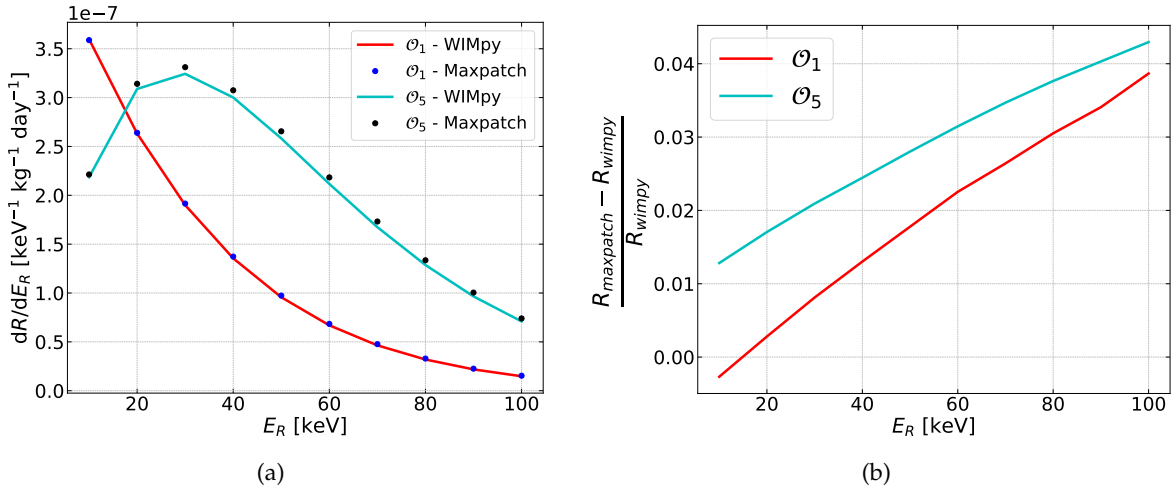 1e−7
3.5
3.0
2.5
2.0
1.5
1.0
0.5
0.0
dR/dE_R [keV⁻¹ kg⁻¹ day⁻¹]
𝒪₁ - WIMpy
𝒪₁ - Maxpatch
𝒪₅ - WIMpy
𝒪₅ - Maxpatch
20 40 60 80 100
E_R [keV]
(a)
0.04
0.03
0.02
0.01
0.00
R_maxpatch − R_wimpy
R_wimpy
𝒪₁
𝒪₅
20 40 60 80 100
E_R [keV]
(b)